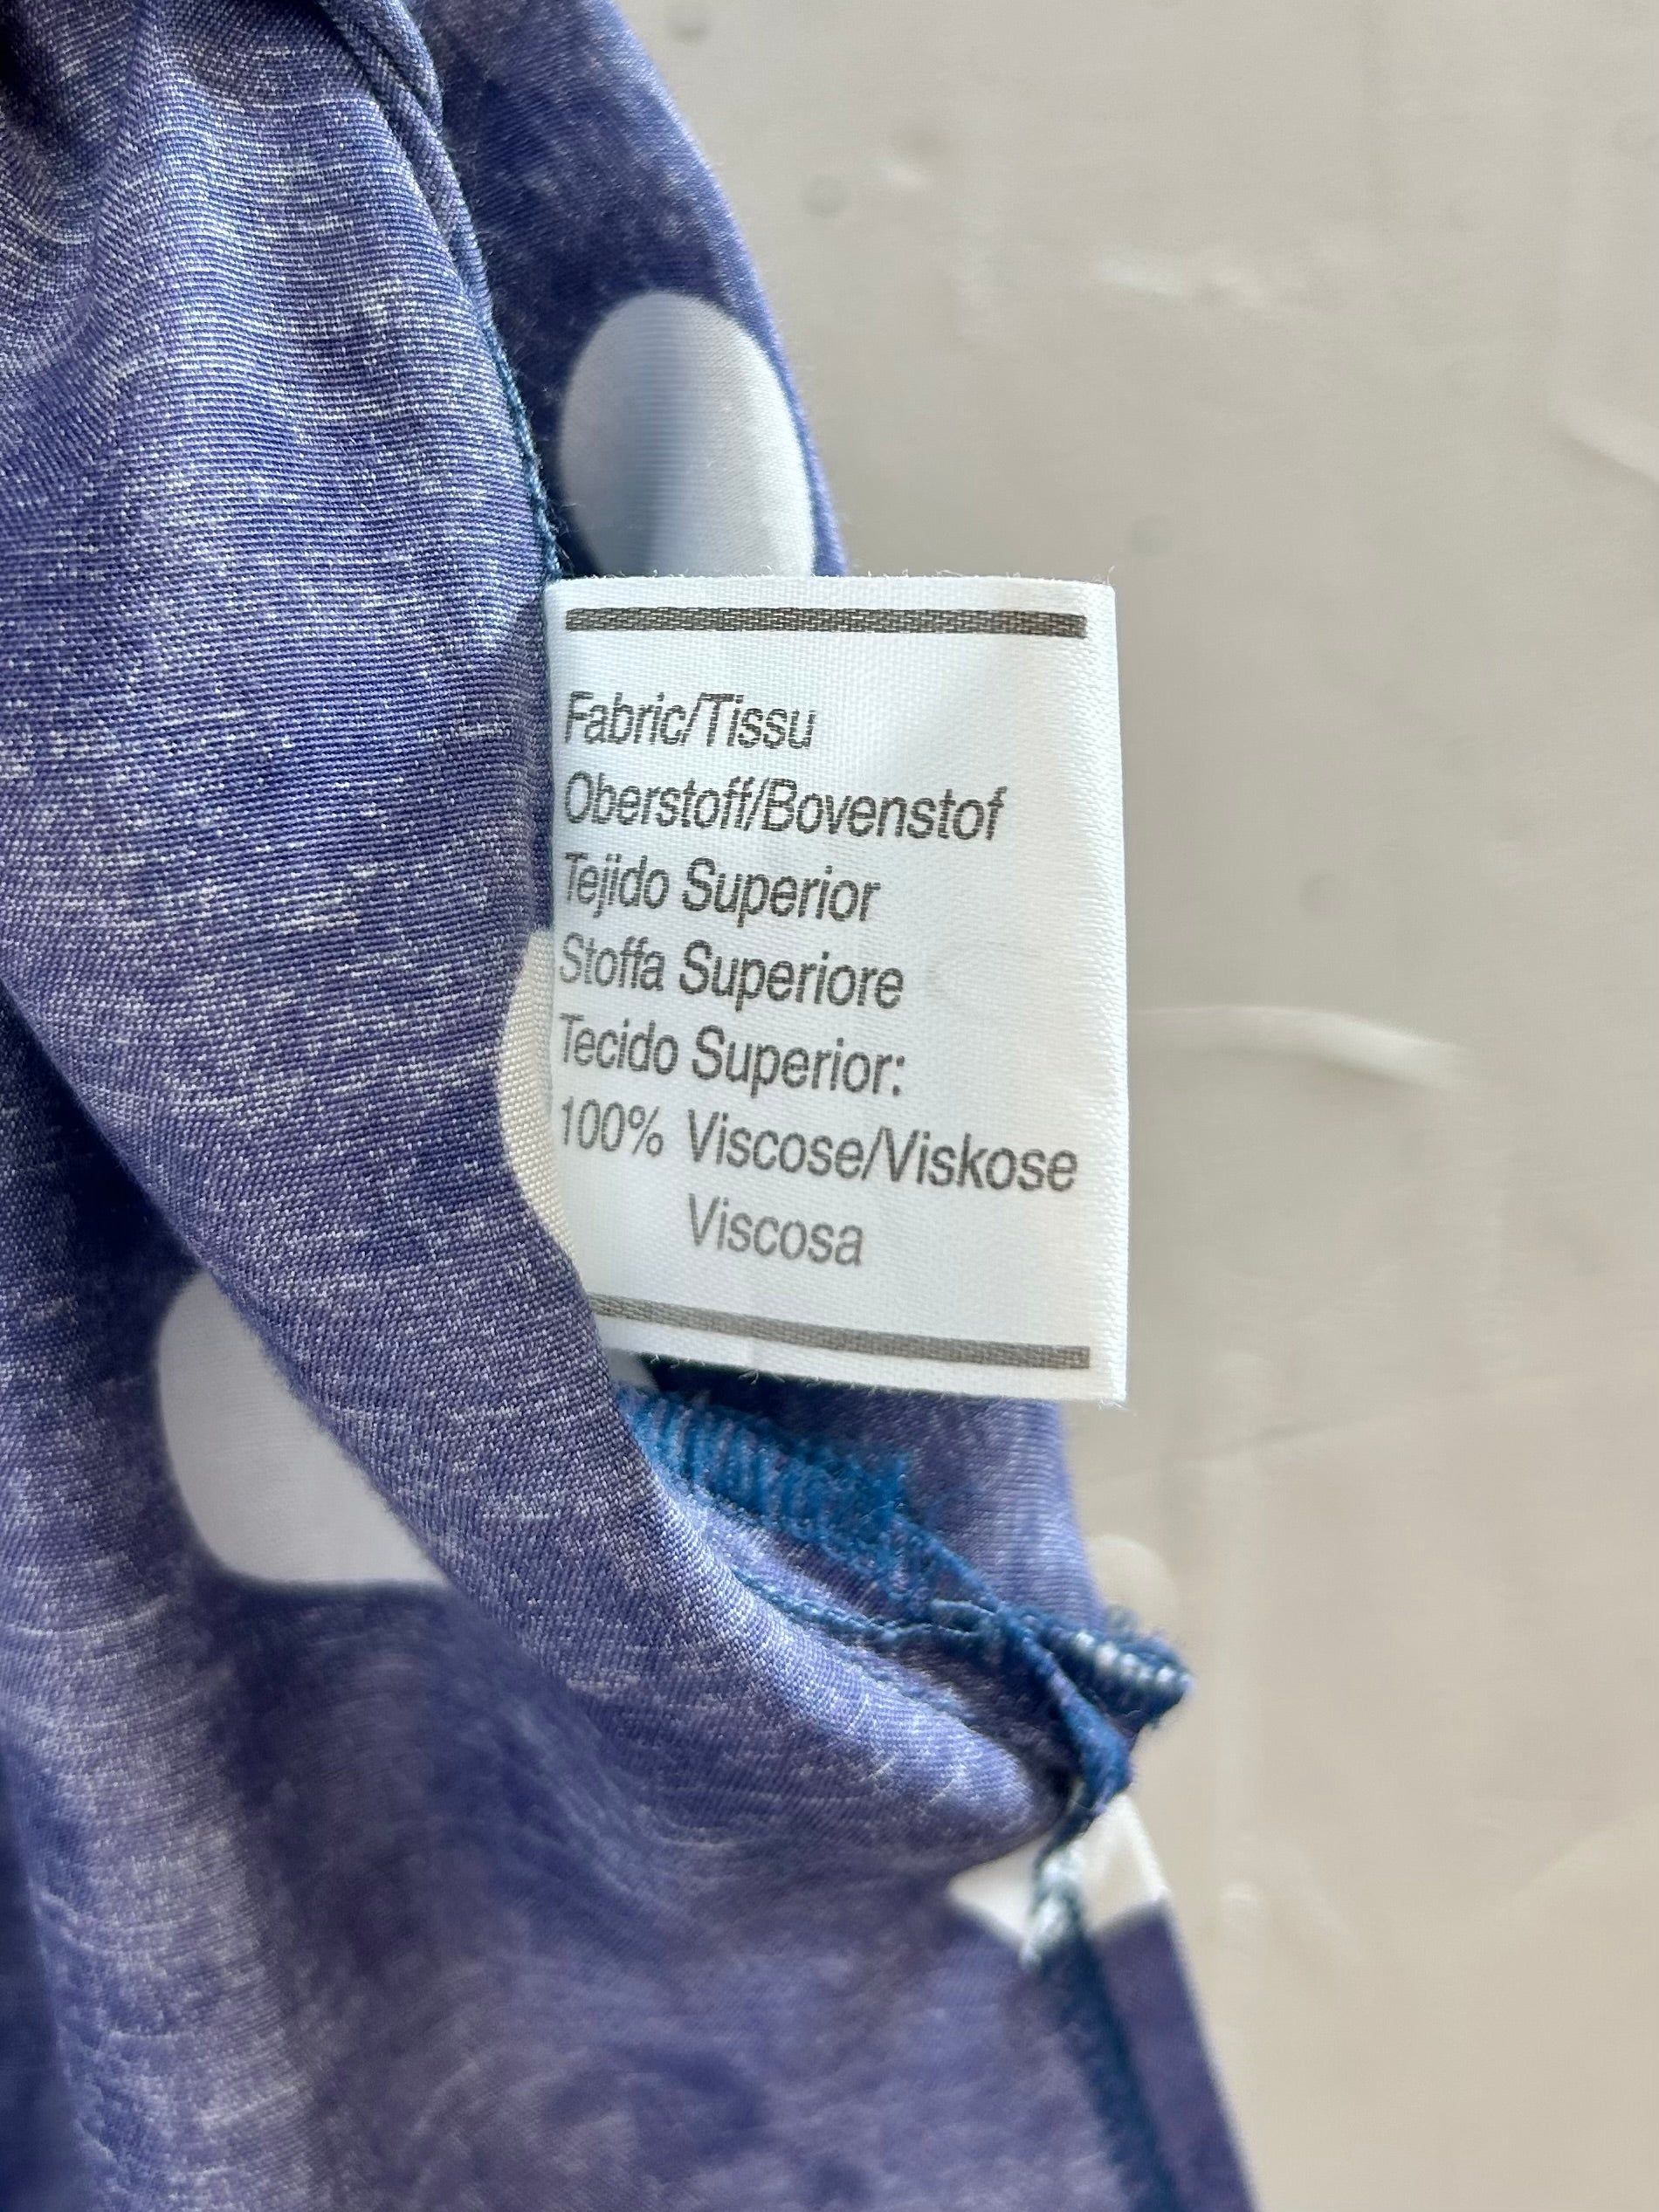 Fabric/Tissu
Oberstoff/Bovenstof
Tejido Superior
Stoffa Superiore
Tecido Superior:
100% Viscose/Viskose
Viscosa